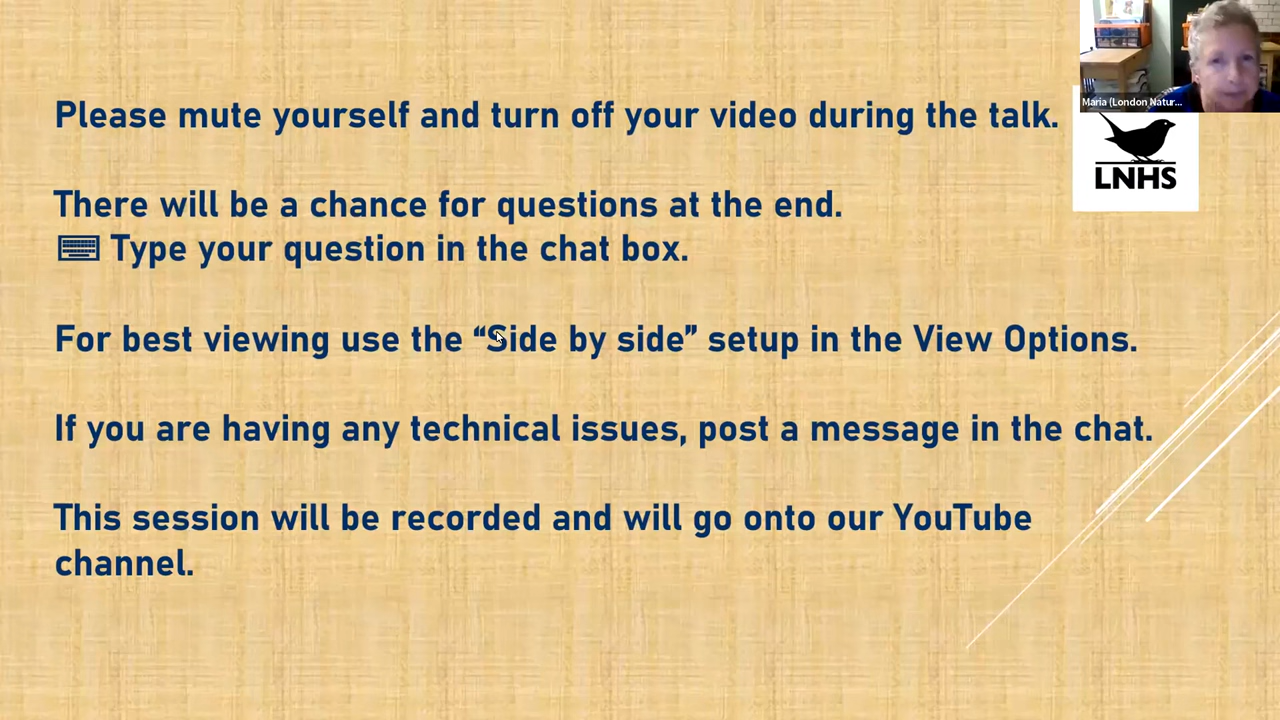 Maria (London Natur...
Please mute yourself and turn off your video during the talk.
LNHS
There will be a chance for questions at the end.
Type your question in the chat box.
For best viewing use the “Side by side” setup in the View Options.
If you are having any technical issues, post a message in the chat.
This session will be recorded and will go onto our YouTube
channel.